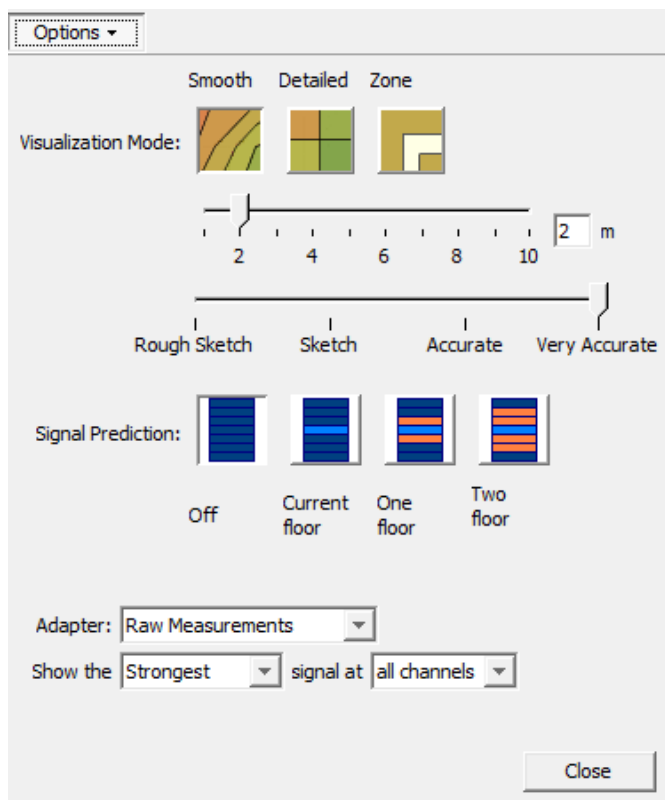 Options
Smooth Detailed Zone
Visualization Mode:
2 m
2 4 6 8 10
Rough Sketch Sketch Accurate Very Accurate
Signal Prediction:
Off Current floor One floor Two floor
Adapter: Raw Measurements
Show the Strongest signal at all channels
Close